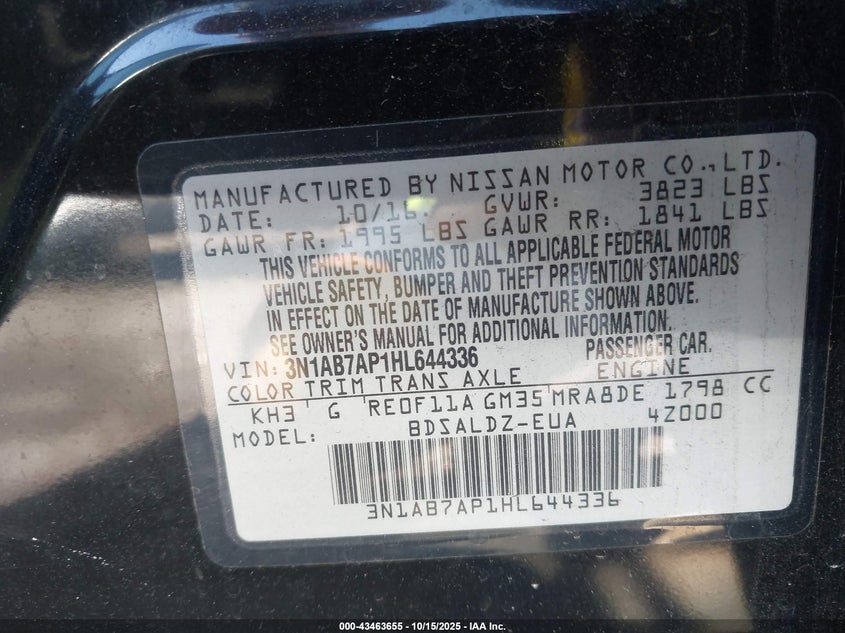 MANUFACTURED BY NISSAN MOTOR CO.,LTD.
DATE: 10/16. GVWR: 3823 LBS
GAWR FR: 1995 LBS GAWR RR: 1841 LBS
THIS VEHICLE CONFORMS TO ALL APPLICABLE FEDERAL MOTOR
VEHICLE SAFETY, BUMPER AND THEFT PREVENTION STANDARDS
IN EFFECT ON THE DATE OF MANUFACTURE SHOWN ABOVE.
SEE OWNER'S MANUAL FOR ADDITIONAL INFORMATION.
VIN: 3N1AB7AP1HL644336 PASSENGER CAR.
COLOR TRIM TRANS AXLE ENGINE
KH3 G RE0F11A GM35 MRA8DE 1798 CC
MODEL: BDSALDZ-EUA 4Z000
3N1AB7AP1HL644336
000-43463655 - 10/15/2025 - IAA Inc.